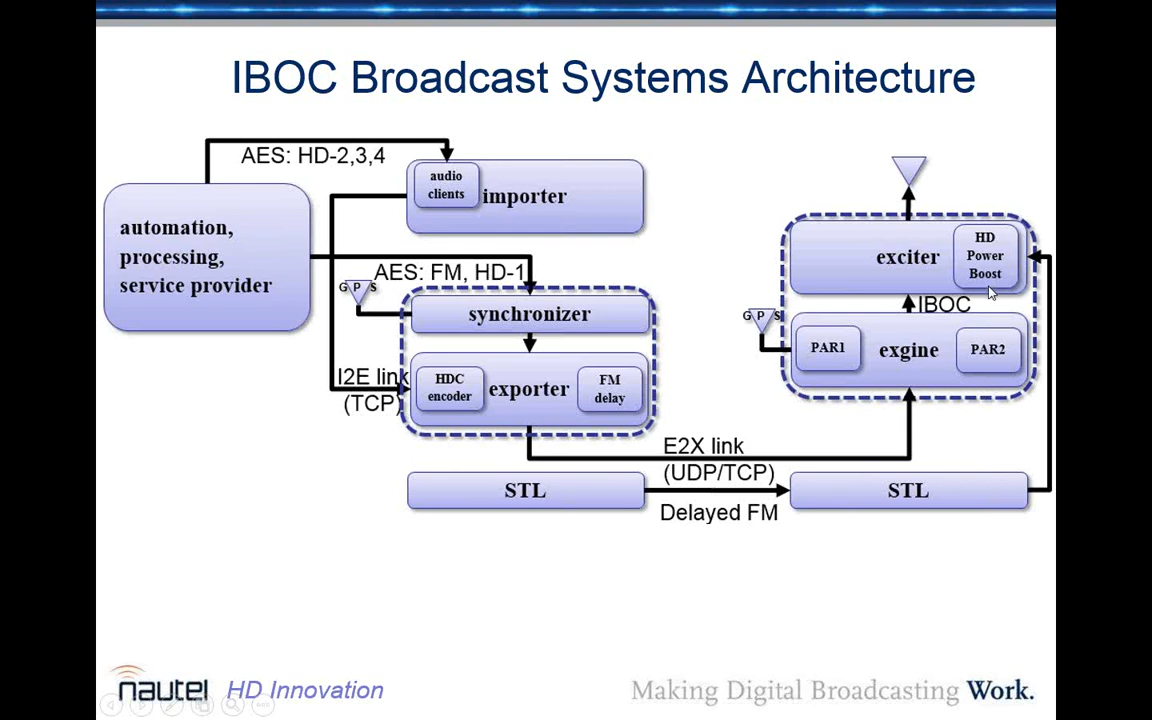 IBOC Broadcast Systems Architecture
AES: HD-2,3,4
audio
clients
importer
automation,
processing,
service provider
AES: FM, HD-1
GPS
synchronizer
I2E link
(TCP)
HDC
encoder
exporter
FM
delay
exciter
HD
Power
Boost
IBOC
GPS
PAR1
exgine
PAR2
E2X link
(UDP/TCP)
STL
STL
Delayed FM
nautel HD Innovation
Making Digital Broadcasting Work.